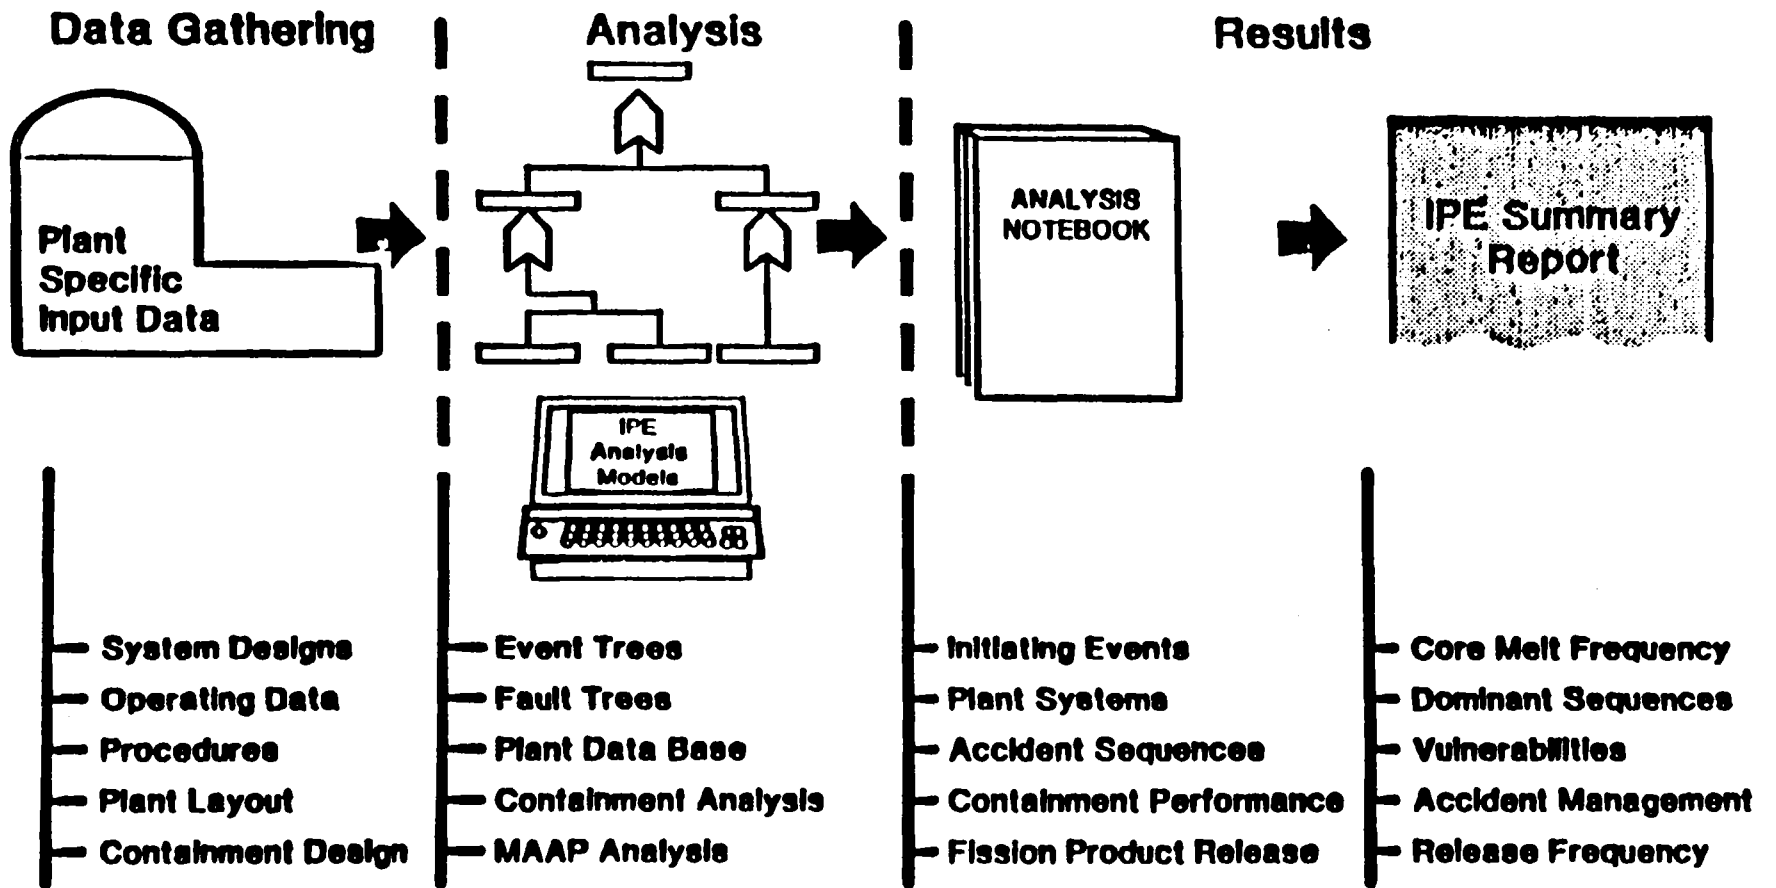 Data Gathering
Analysis
Results
Plant
Specific
Input Data
IPE
Analysis
Models
ANALYSIS
NOTEBOOK
IPE Summary
Report
System Designs
Operating Data
Procedures
Plant Layout
Containment Design
Event Trees
Fault Trees
Plant Data Base
Containment Analysis
MAAP Analysis
Initiating Events
Plant Systems
Accident Sequences
Containment Performance
Fission Product Release
Core Melt Frequency
Dominant Sequences
Vulnerabilities
Accident Management
Release Frequency